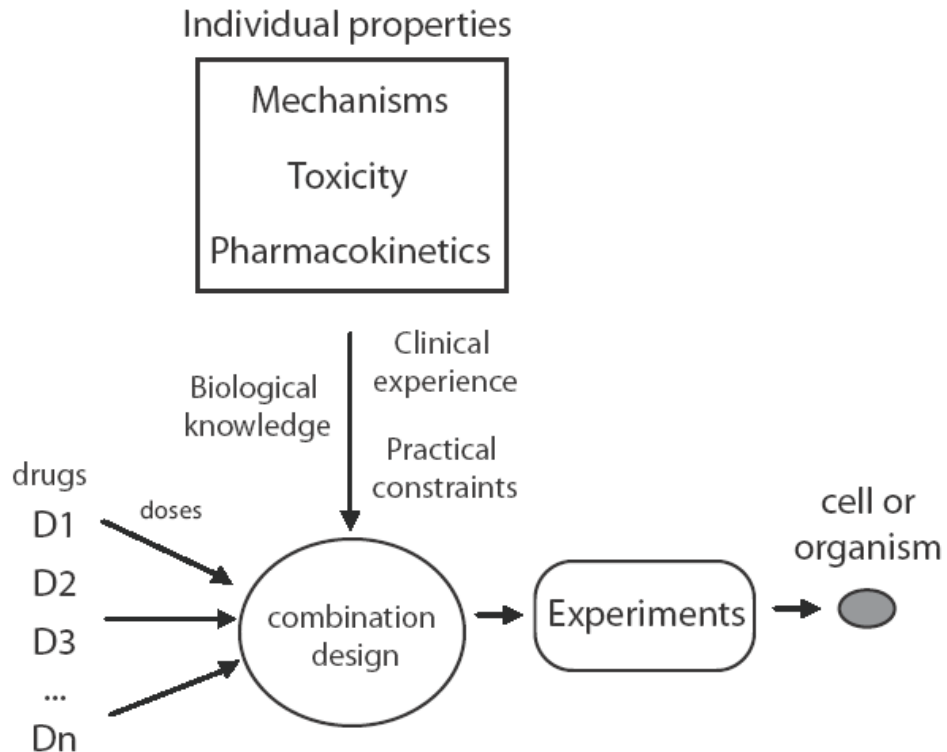 Individual properties
Mechanisms
Toxicity
Pharmacokinetics
Clinical
experience
Biological
knowledge
Practical
constraints
drugs
doses
D1
D2
D3
...
Dn
combination
design
Experiments
cell or
organism